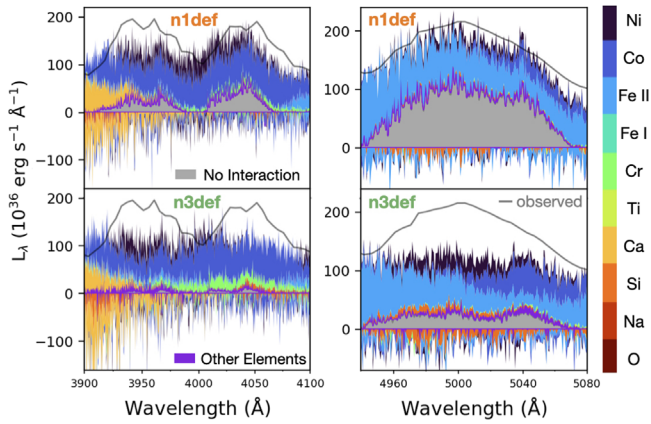 n1def
n1def
200
100
0
−100
No Interaction
200
100
0
n3def
n3def
observed
200
100
0
−100
Other Elements
200
100
0
3900
3950
4000
4050
4100
4960
5000
5040
5080
Wavelength (Å)
Wavelength (Å)
L_λ (10^36 erg s^−1 Å^−1)
Ni
Co
Fe II
Fe I
Cr
Ti
Ca
Si
Na
O